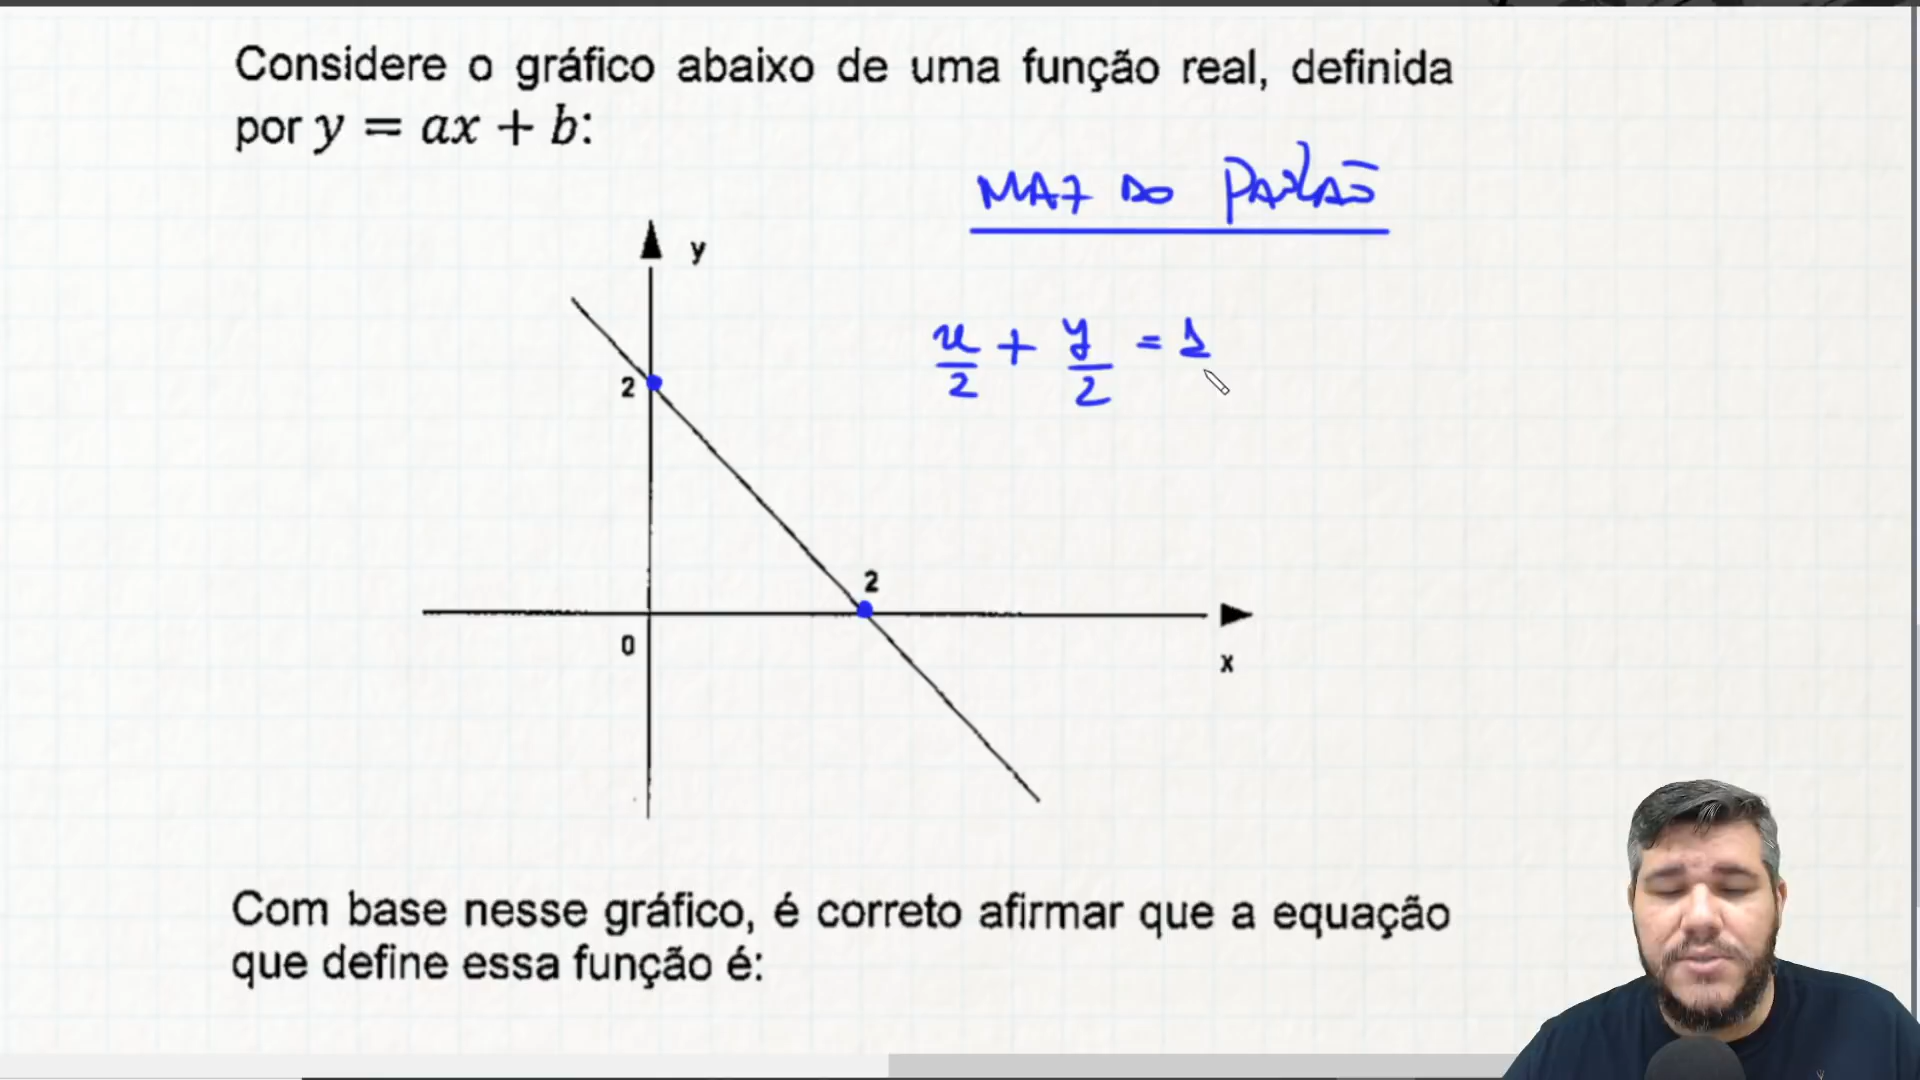 Considere o gráfico abaixo de uma função real, definida
por y = ax + b:
MAT DO PAULÃO
y
x/2 + y/2 = 1
2
2
0
x
Com base nesse gráfico, é correto afirmar que a equação
que define essa função é: